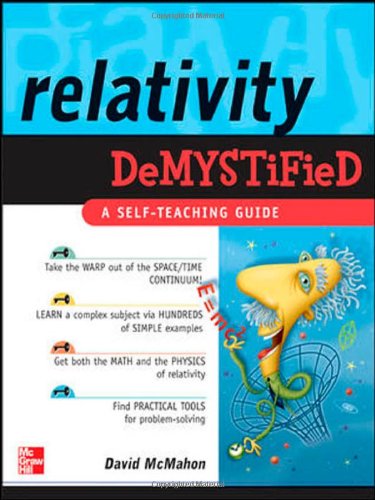 relativity
DeMYSTiFieD
A SELF-TEACHING GUIDE
Take the WARP out of the SPACE/TIME
CONTINUUM!
LEARN a complex subject via HUNDREDS
of SIMPLE examples
Get both the MATH and the PHYSICS
of relativity
Find PRACTICAL TOOLS
for problem-solving
E=mc²
Mc
Graw
Hill
David McMahon